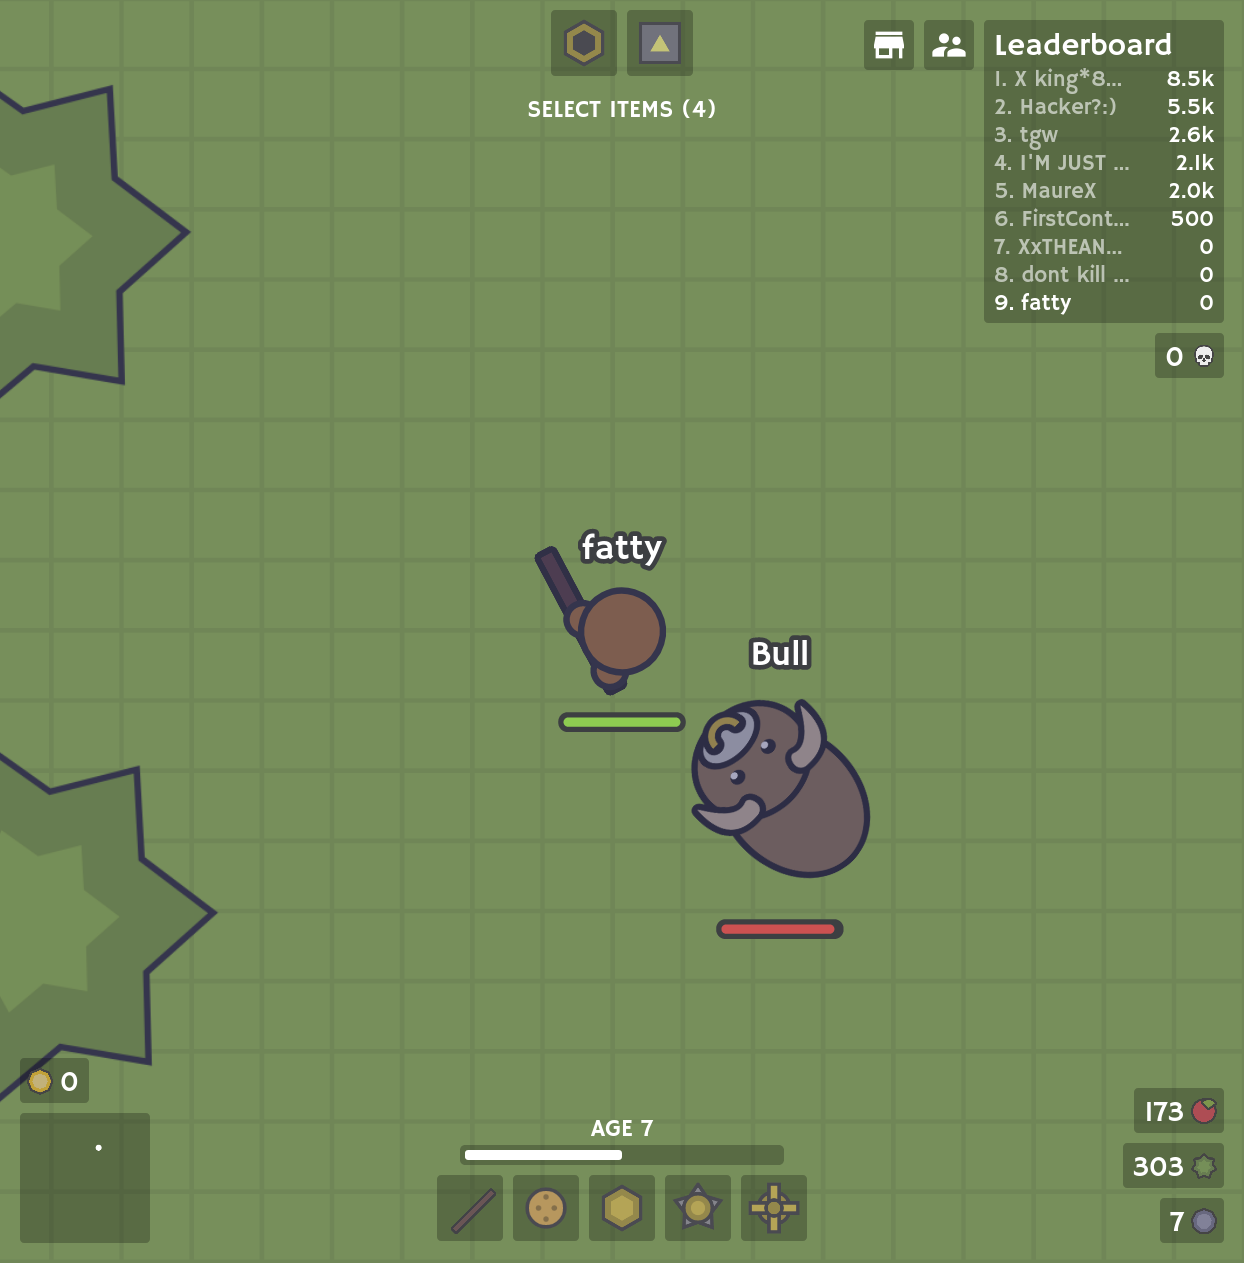 SELECT ITEMS (4)
Leaderboard
1. X king*8... 8.5k
2. Hacker?:) 5.5k
3. tgw 2.6k
4. I'M JUST ... 2.1k
5. MaureX 2.0k
6. FirstCont... 500
7. XxTHEAN... 0
8. dont kill ... 0
9. fatty 0
0
fatty
Bull
0
AGE 7
173
303
7